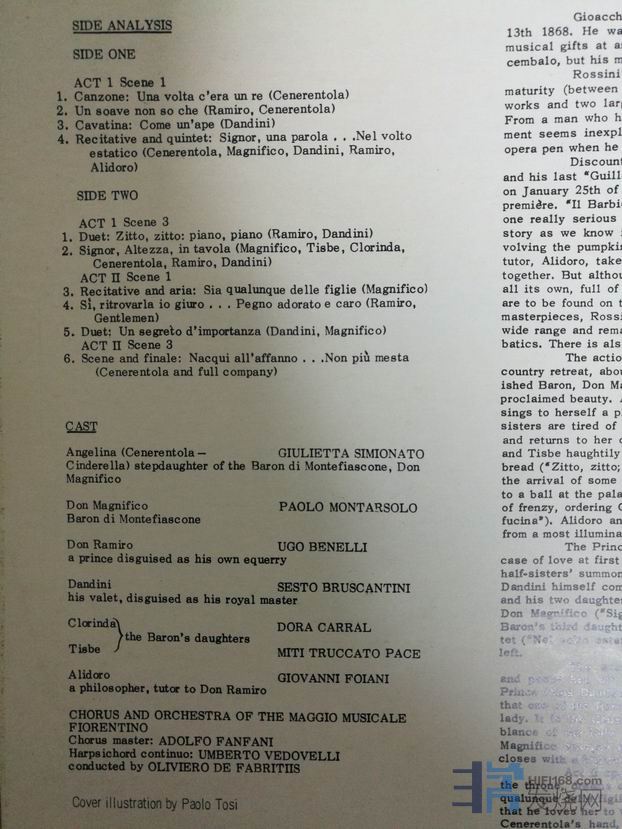 SIDE ANALYSIS
SIDE ONE
ACT 1 Scene 1
1. Canzone: Una volta c'era un re (Cenerentola)
2. Un soave non so che (Ramiro, Cenerentola)
3. Cavatina: Come un'ape (Dandini)
4. Recitative and quintet: Signor, una parola . . .Nel volto
estatico (Cenerentola, Magnifico, Dandini, Ramiro,
Alidoro)
SIDE TWO
ACT 1 Scene 3
1. Duet: Zitto, zitto: piano, piano (Ramiro, Dandini)
2. Signor, Altezza, in tavola (Magnifico, Tisbe, Clorinda,
Cenerentola, Ramiro, Dandini)
ACT II Scene 1
3. Recitative and aria: Sia qualunque delle figlie (Magnifico)
4. Sì, ritrovarla io giuro . . . Pegno adorato e caro (Ramiro,
Gentlemen)
5. Duet: Un segreto d'importanza (Dandini, Magnifico)
ACT II Scene 3
6. Scene and finale: Nacqui all'affanno . . .Non più mesta
(Cenerentola and full company)
CAST
Angelina (Cenerentola — GIULIETTA SIMIONATO
Cinderella) stepdaughter of the Baron di Montefiascone, Don
Magnifico
Don Magnifico PAOLO MONTARSOLO
Baron di Montefiascone
Don Ramiro UGO BENELLI
a prince disguised as his own equerry
Dandini SESTO BRUSCANTINI
his valet, disguised as his royal master
Clorinda DORA CARRAL
the Baron's daughters
Tisbe MITI TRUCCATO PACE
Alidoro GIOVANNI FOIANI
a philosopher, tutor to Don Ramiro
CHORUS AND ORCHESTRA OF THE MAGGIO MUSICALE
FIORENTINO
Chorus master: ADOLFO FANFANI
Harpsichord continuo: UMBERTO VEDOVELLI
conducted by OLIVIERO DE FABRITIIS
Cover illustration by Paolo Tosi
Gioacch
13th 1868. He wa
musical gifts at a
cembalo, but his m
Rossini
maturity (between
works and two lar
From a man who h
ment seems inexpl
opera pen when he
Discount
and his last "Guill
on January 25th of
première. "Il Barbi
one really serious
story as we know
volving the pumpki
tutor, Alidoro, take
together. But altho
all its own, full of
are to be found on t
masterpieces, Rossi
wide range and rema
batics. There is als
The actio
country retreat, abou
ished Baron, Don Ma
proclaimed beauty.
sings to herself a p
sisters are tired of
and returns to her c
and Tisbe haughtily
bread ("Zitto, zitto;
the arrival of some
to a ball at the pala
of frenzy, ordering C
fucina"). Alidoro an
from a most illumina
The Princ
case of love at first
half-sisters' summon
Dandini himself com
and his two daughte
Don Magnifico ("Sig
Baron's third daught
left.
that one of
lady.
blance of
Magnifico
closes with
the throne
qualunque
that he loves her to
Cenerentola's hand.
HIFI168.com
发烧网